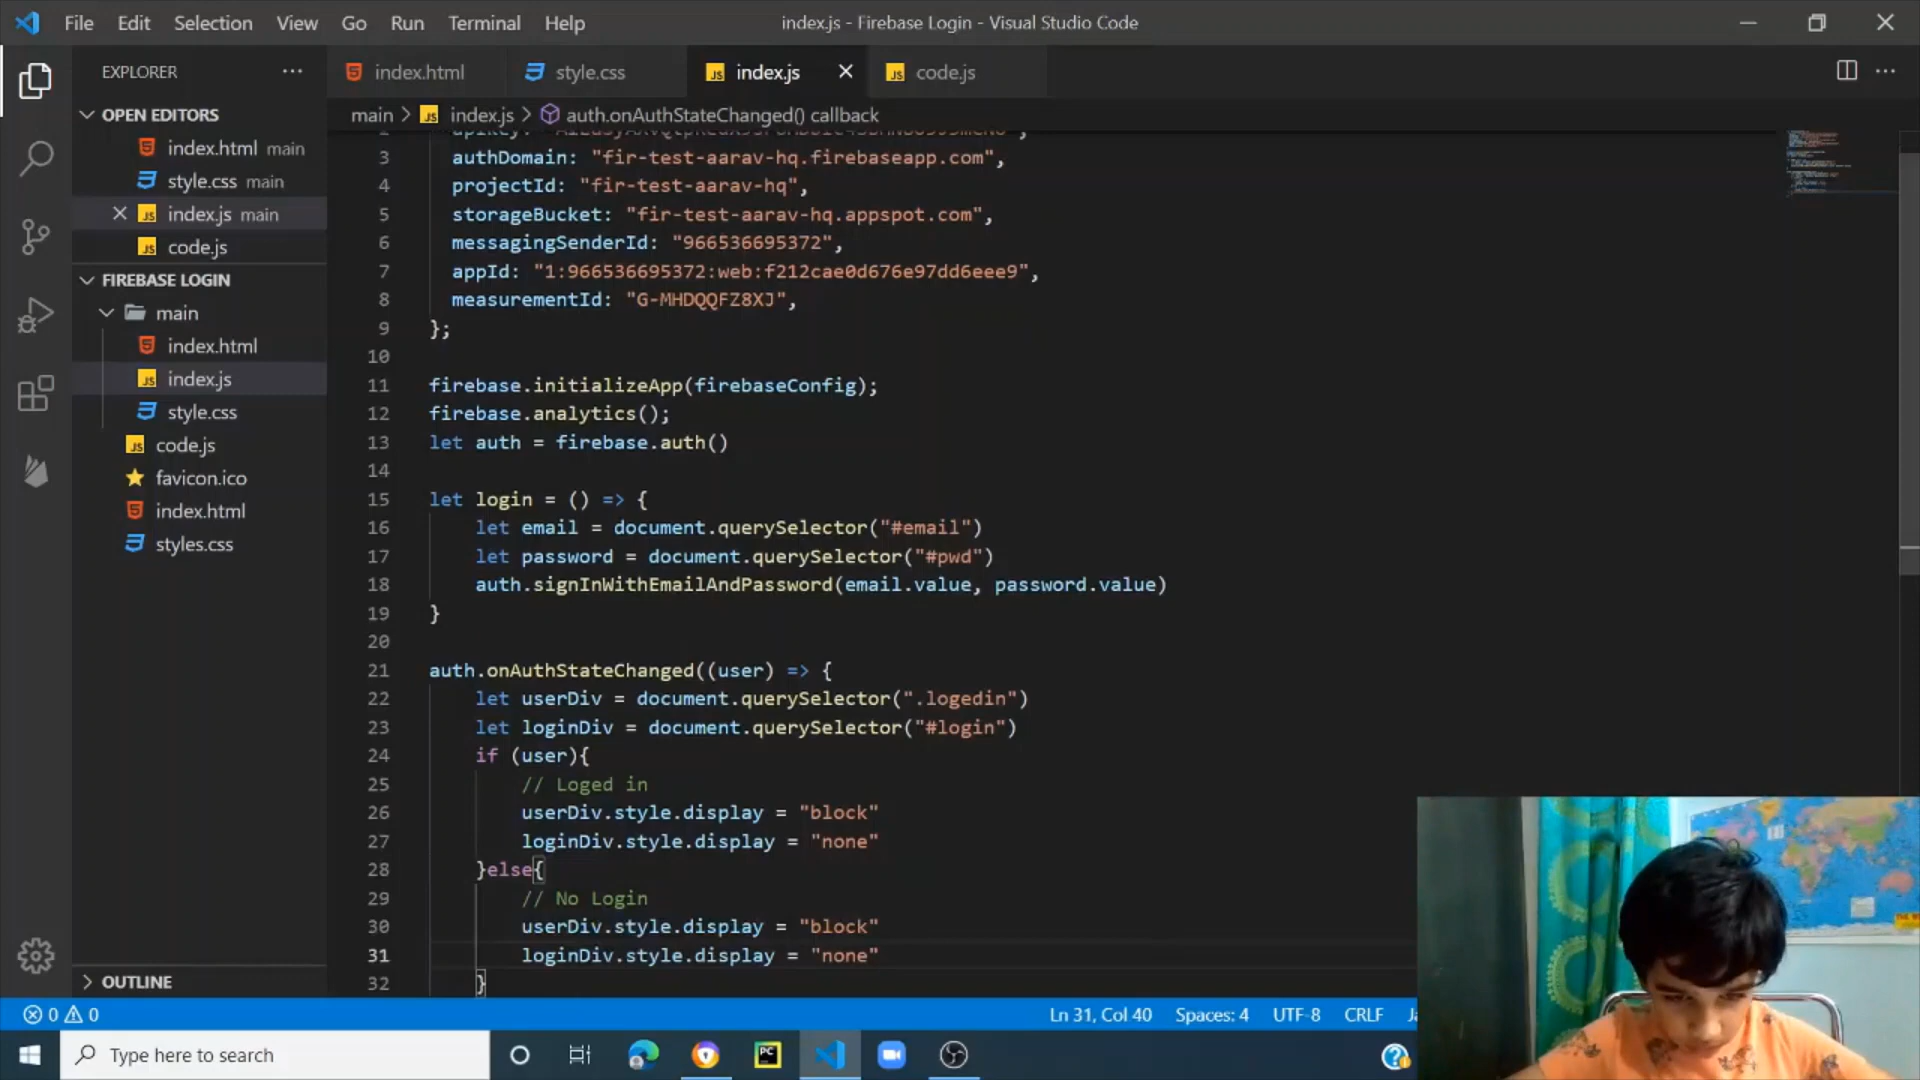 File Edit Selection View Go Run Terminal Help
index.js - Firebase Login - Visual Studio Code
EXPLORER
index.html style.css index.js code.js
main > index.js > auth.onAuthStateChanged() callback
OPEN EDITORS
index.html main
style.css main
index.js main
code.js
FIREBASE LOGIN
main
index.html
index.js
style.css
code.js
favicon.ico
index.html
styles.css
OUTLINE
3 authDomain: "fir-test-aarav-hq.firebaseapp.com",
4 projectId: "fir-test-aarav-hq",
5 storageBucket: "fir-test-aarav-hq.appspot.com",
6 messagingSenderId: "966536695372",
7 appId: "1:966536695372:web:f212cae0d676e97dd6eee9",
8 measurementId: "G-MHDQQFZ8XJ",
9 };
10
11 firebase.initializeApp(firebaseConfig);
12 firebase.analytics();
13 let auth = firebase.auth()
14
15 let login = () => {
16 let email = document.querySelector("#email")
17 let password = document.querySelector("#pwd")
18 auth.signInWithEmailAndPassword(email.value, password.value)
19 }
20
21 auth.onAuthStateChanged((user) => {
22 let userDiv = document.querySelector(".logedin")
23 let loginDiv = document.querySelector("#login")
24 if (user){
25 // Loged in
26 userDiv.style.display = "block"
27 loginDiv.style.display = "none"
28 }else{
29 // No Login
30 userDiv.style.display = "block"
31 loginDiv.style.display = "none"
32 }
0 0 Ln 31, Col 40 Spaces: 4 UTF-8 CRLF
Type here to search